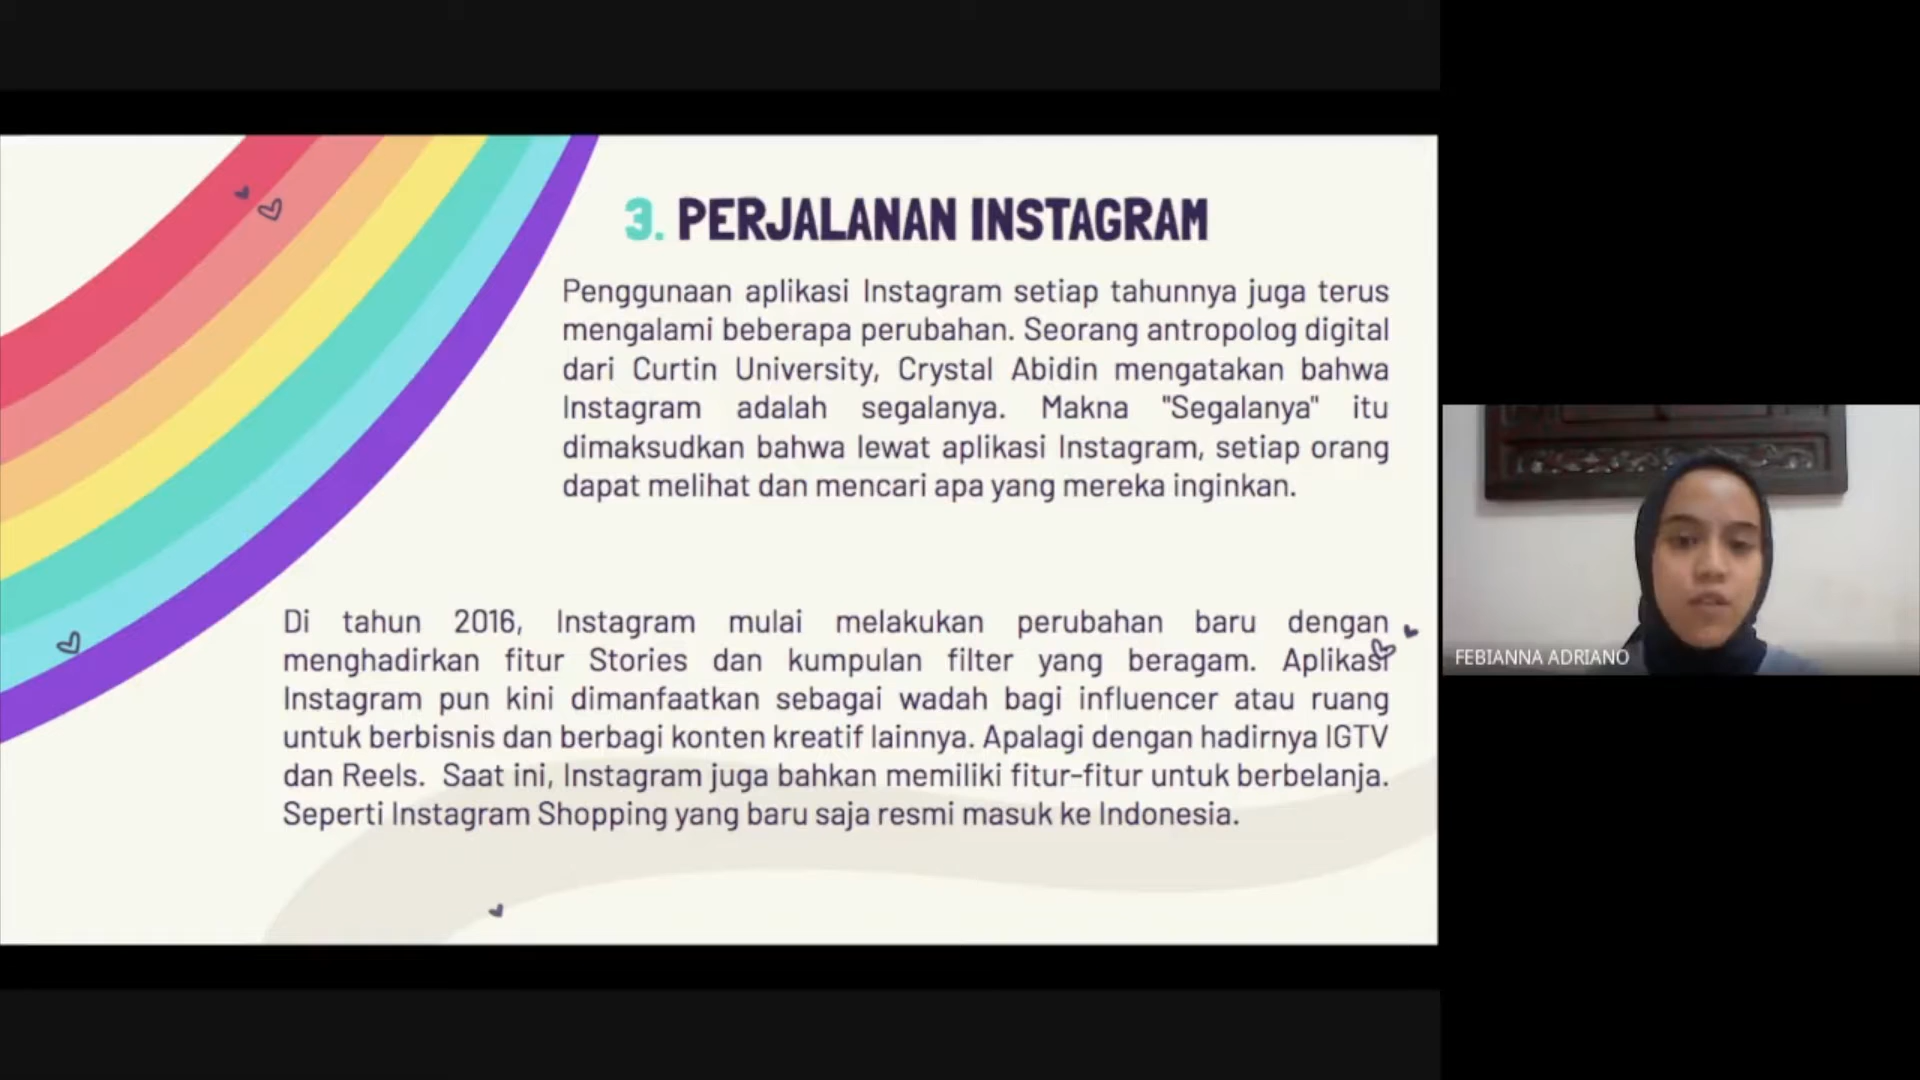 3. PERJALANAN INSTAGRAM
Penggunaan aplikasi Instagram setiap tahunnya juga terus
mengalami beberapa perubahan. Seorang antropolog digital
dari Curtin University, Crystal Abidin mengatakan bahwa
Instagram adalah segalanya. Makna "Segalanya" itu
dimaksudkan bahwa lewat aplikasi Instagram, setiap orang
dapat melihat dan mencari apa yang mereka inginkan.
Di tahun 2016, Instagram mulai melakukan perubahan baru dengan
menghadirkan fitur Stories dan kumpulan filter yang beragam. Aplikasi
Instagram pun kini dimanfaatkan sebagai wadah bagi influencer atau ruang
untuk berbisnis dan berbagi konten kreatif lainnya. Apalagi dengan hadirnya IGTV
dan Reels. Saat ini, Instagram juga bahkan memiliki fitur-fitur untuk berbelanja.
Seperti Instagram Shopping yang baru saja resmi masuk ke Indonesia.
FEBIANNA ADRIANO